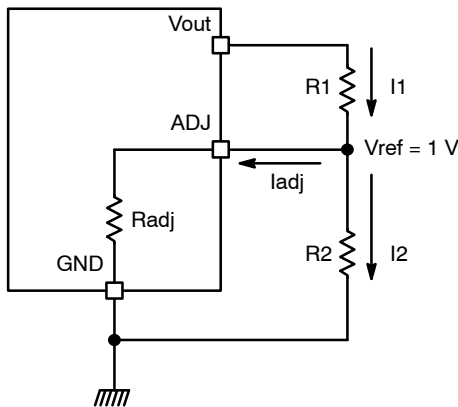 Vout
R1
I1
ADJ
Vref = 1 V
Iadj
Radj
GND
R2
I2